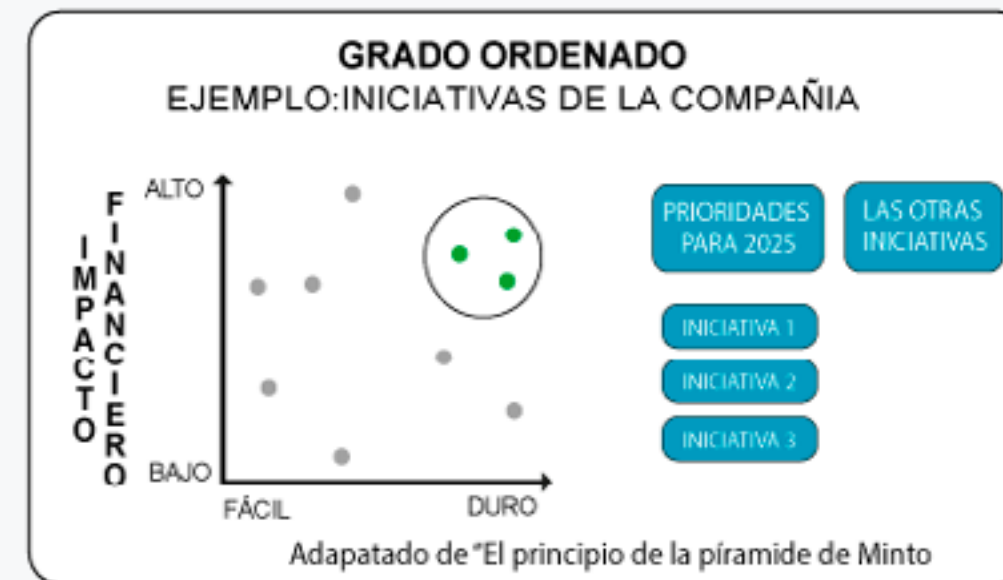 GRADO ORDENADO
EJEMPLO:INICIATIVAS DE LA COMPAÑIA
IMPACTO
FINANCIERO
ALTO
BAJO
FÁCIL
DURO
PRIORIDADES
PARA 2025
LAS OTRAS
INICIATIVAS
INICIATIVA 1
INICIATIVA 2
INICIATIVA 3
Adapatado de "El principio de la píramide de Minto